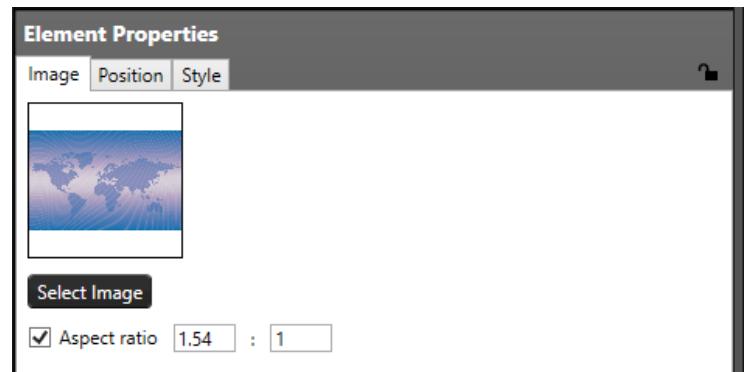 Element Properties
Image Position Style
Select Image
Aspect ratio 1.54 : 1